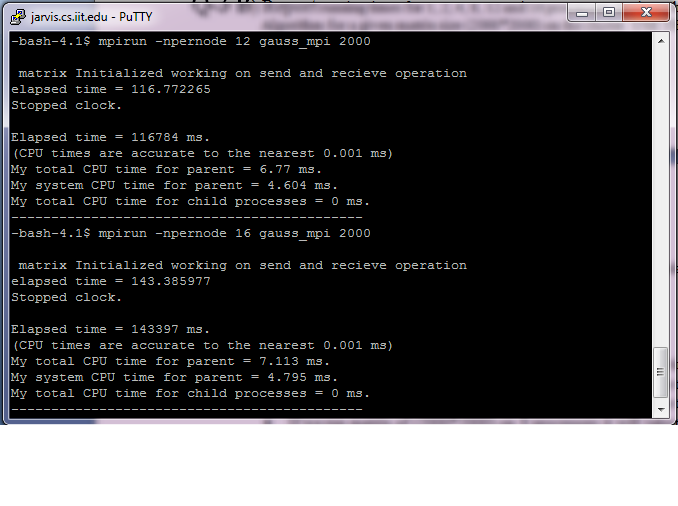 jarvis.cs.iit.edu - PuTTY
-bash-4.1$ mpirun -npernode 12 gauss_mpi 2000
matrix Initialized working on send and recieve operation
elapsed time = 116.772265
Stopped clock.
Elapsed time = 116784 ms.
(CPU times are accurate to the nearest 0.001 ms)
My total CPU time for parent = 6.77 ms.
My system CPU time for parent = 4.604 ms.
My total CPU time for child processes = 0 ms.
--------------------------------------------
-bash-4.1$ mpirun -npernode 16 gauss_mpi 2000
matrix Initialized working on send and recieve operation
elapsed time = 143.385977
Stopped clock.
Elapsed time = 143397 ms.
(CPU times are accurate to the nearest 0.001 ms)
My total CPU time for parent = 7.113 ms.
My system CPU time for parent = 4.795 ms.
My total CPU time for child processes = 0 ms.
--------------------------------------------